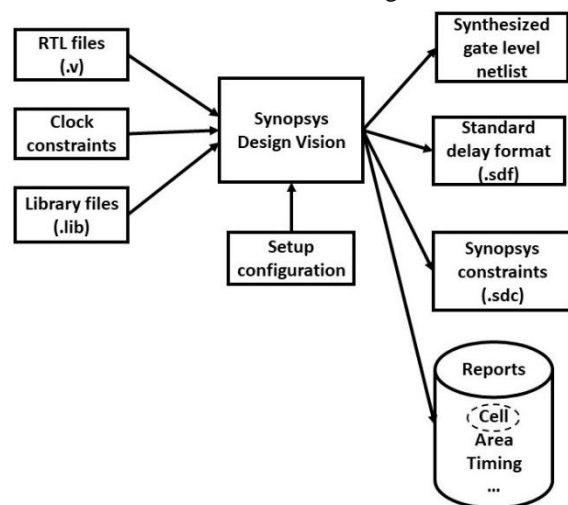 RTL files
(.v)
Clock
constraints
Library files
(.lib)
Synopsys
Design Vision
Setup
configuration
Synthesized
gate level
netlist
Standard
delay format
(.sdf)
Synopsys
constraints
(.sdc)
Reports
Cell
Area
Timing
...